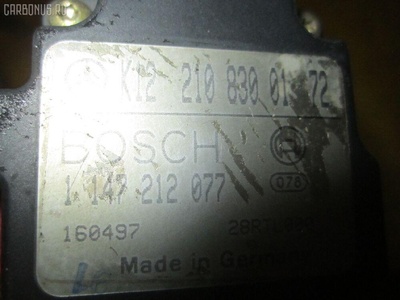 CARBONUS.RU
K12 210 830 01 72
BOSCH
1 147 212 077 078
160497
Made in Germany